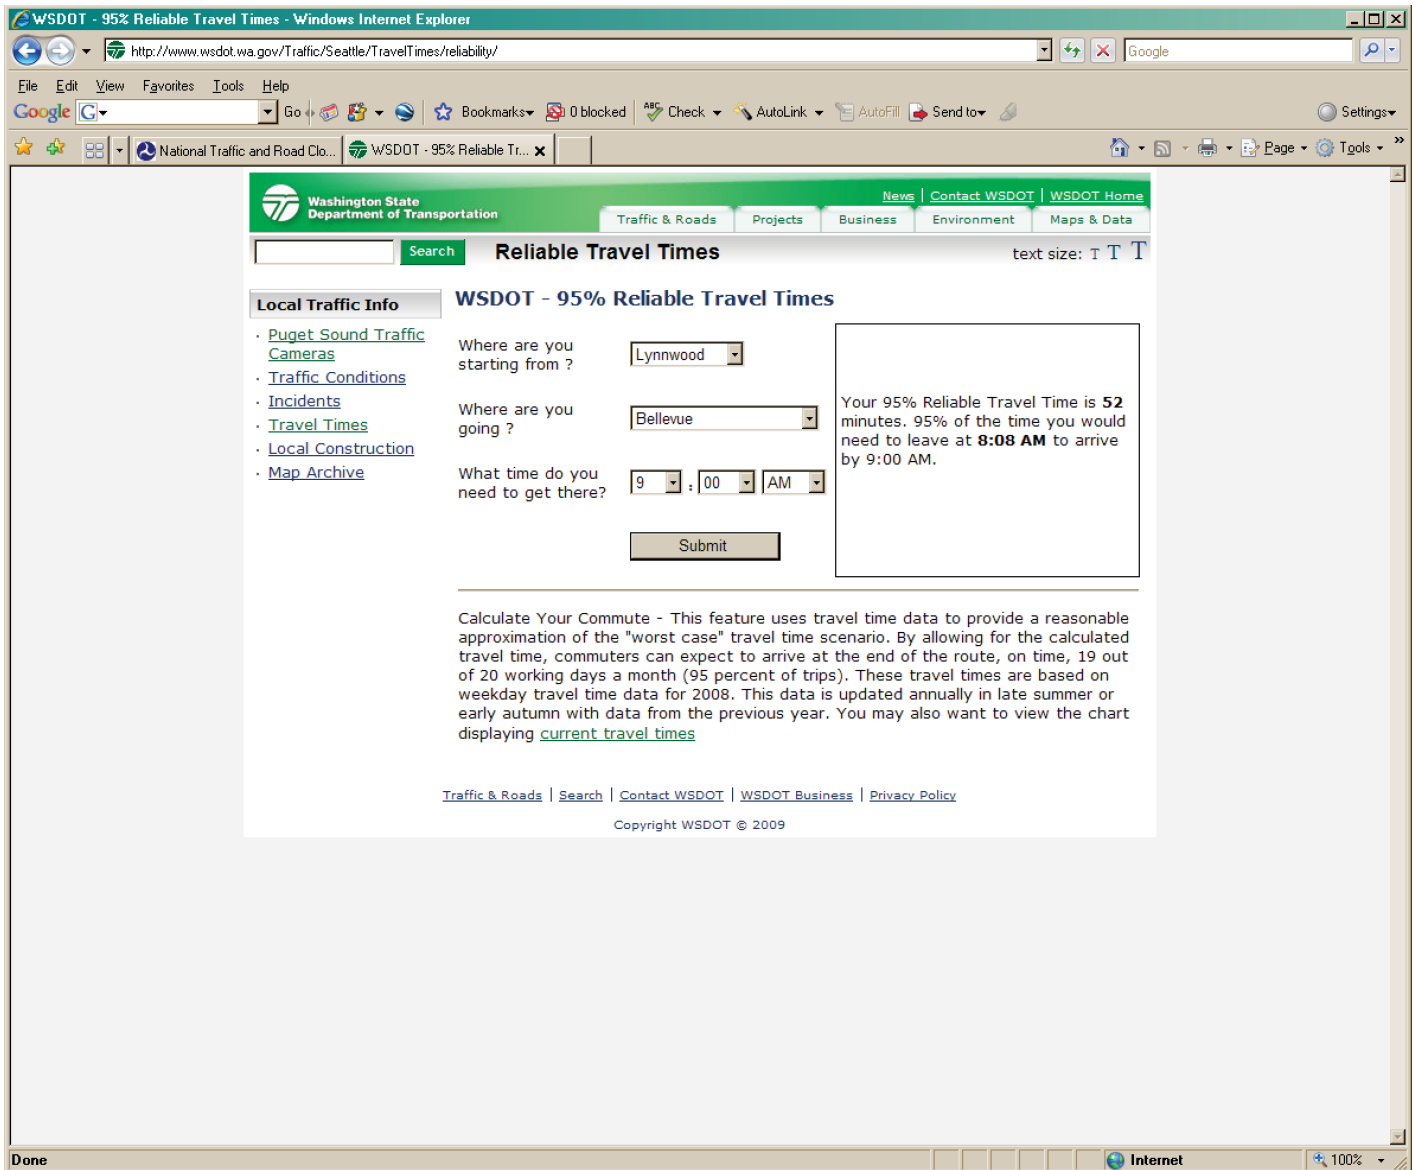 WSDOT - 95% Reliable Travel Times - Windows Internet Explorer
http://www.wsdot.wa.gov/Traffic/Seattle/TravelTimes/reliability/
Google
File Edit View Favorites Tools Help
Google G Go Bookmarks 0 blocked ABC Check AutoLink AutoFill Send to Settings
National Traffic and Road Clo... WSDOT - 95% Reliable Tr... Page Tools »
Washington State
Department of Transportation
News | Contact WSDOT | WSDOT Home
Traffic & Roads Projects Business Environment Maps & Data
Search Reliable Travel Times text size: T T T
Local Traffic Info
· Puget Sound Traffic
Cameras
· Traffic Conditions
· Incidents
· Travel Times
· Local Construction
· Map Archive
WSDOT - 95% Reliable Travel Times
Where are you
starting from ?
Lynnwood
Where are you
going ?
Bellevue
What time do you
need to get there?
9 : 00 AM
Submit
Your 95% Reliable Travel Time is 52
minutes. 95% of the time you would
need to leave at 8:08 AM to arrive
by 9:00 AM.
Calculate Your Commute - This feature uses travel time data to provide a reasonable
approximation of the "worst case" travel time scenario. By allowing for the calculated
travel time, commuters can expect to arrive at the end of the route, on time, 19 out
of 20 working days a month (95 percent of trips). These travel times are based on
weekday travel time data for 2008. This data is updated annually in late summer or
early autumn with data from the previous year. You may also want to view the chart
displaying current travel times
Traffic & Roads | Search | Contact WSDOT | WSDOT Business | Privacy Policy
Copyright WSDOT © 2009
Done Internet 100%